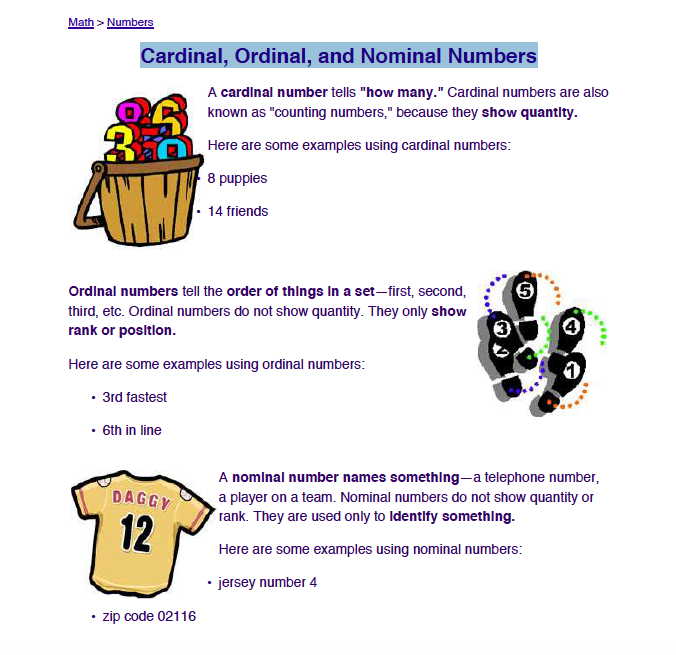 Math > Numbers
Cardinal, Ordinal, and Nominal Numbers
A cardinal number tells "how many." Cardinal numbers are also
known as "counting numbers," because they show quantity.
Here are some examples using cardinal numbers:
• 8 puppies
• 14 friends
Ordinal numbers tell the order of things in a set—first, second,
third, etc. Ordinal numbers do not show quantity. They only show
rank or position.
Here are some examples using ordinal numbers:
• 3rd fastest
• 6th in line
5
3
4
2
1
A nominal number names something—a telephone number,
a player on a team. Nominal numbers do not show quantity or
rank. They are used only to identify something.
Here are some examples using nominal numbers:
• jersey number 4
• zip code 02116
DAGGY
12